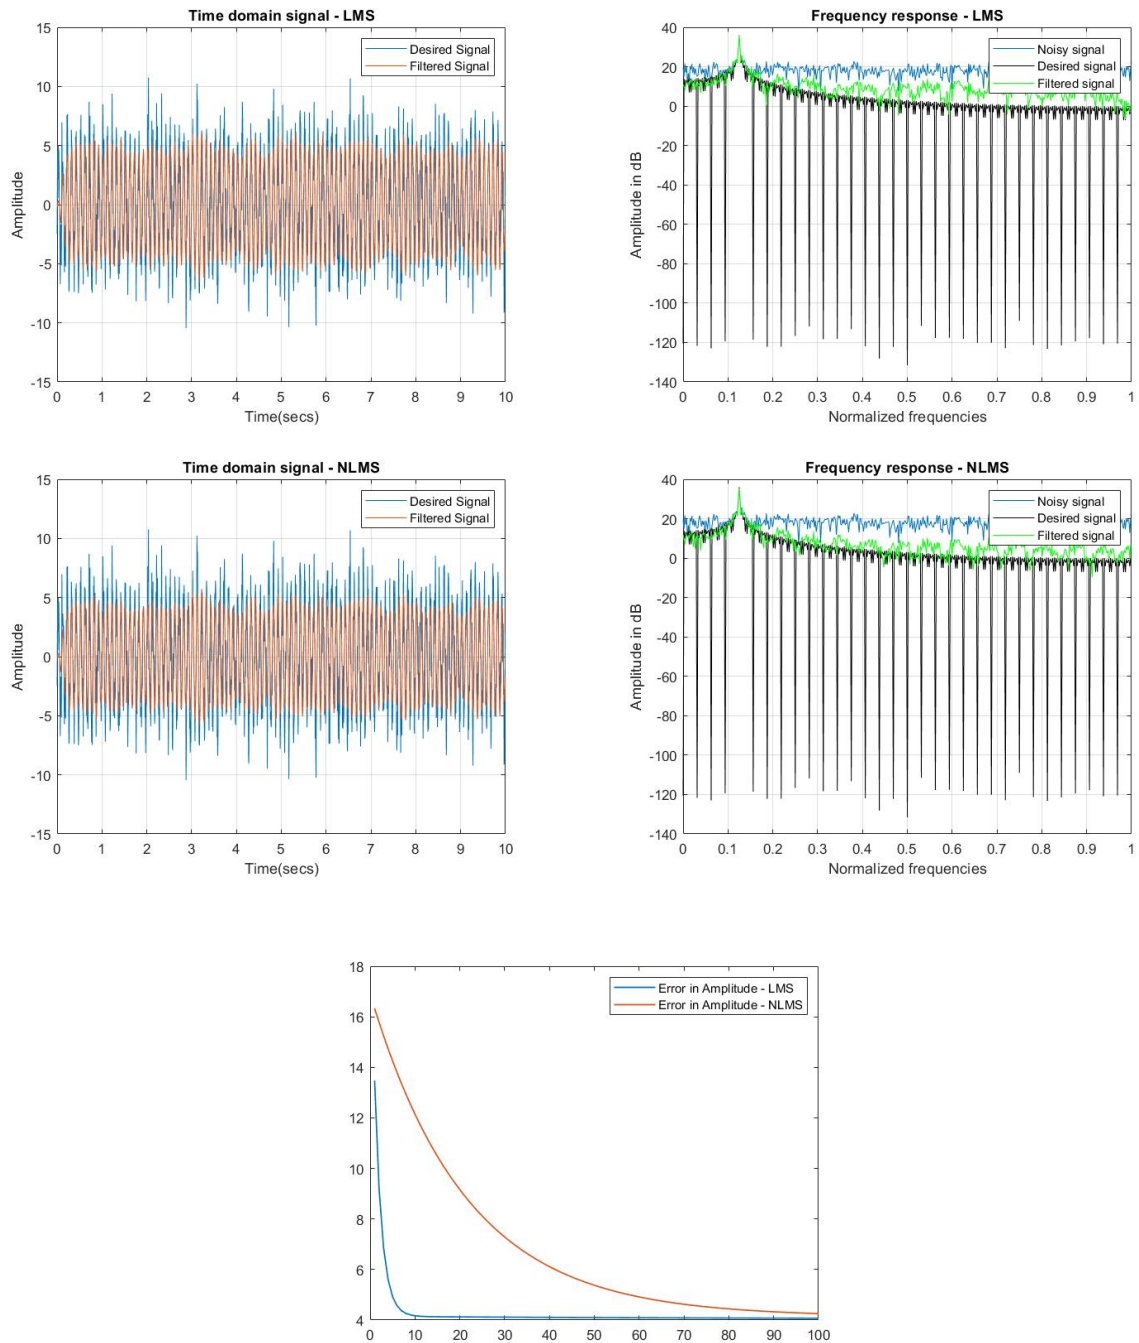 Time domain signal - LMS
15
10
5
0
-5
-10
-15
Amplitude
0 1 2 3 4 5 6 7 8 9 10
Time(secs)
Desired Signal
Filtered Signal
Frequency response - LMS
40
20
0
-20
-40
-60
-80
-100
-120
-140
Amplitude in dB
0 0.1 0.2 0.3 0.4 0.5 0.6 0.7 0.8 0.9 1
Normalized frequencies
Noisy signal
Desired signal
Filtered signal
Time domain signal - NLMS
15
10
5
0
-5
-10
-15
Amplitude
0 1 2 3 4 5 6 7 8 9 10
Time(secs)
Desired Signal
Filtered Signal
Frequency response - NLMS
40
20
0
-20
-40
-60
-80
-100
-120
-140
Amplitude in dB
0 0.1 0.2 0.3 0.4 0.5 0.6 0.7 0.8 0.9 1
Normalized frequencies
Noisy signal
Desired signal
Filtered signal
18
16
14
12
10
8
6
4
0 10 20 30 40 50 60 70 80 90 100
Error in Amplitude - LMS
Error in Amplitude - NLMS